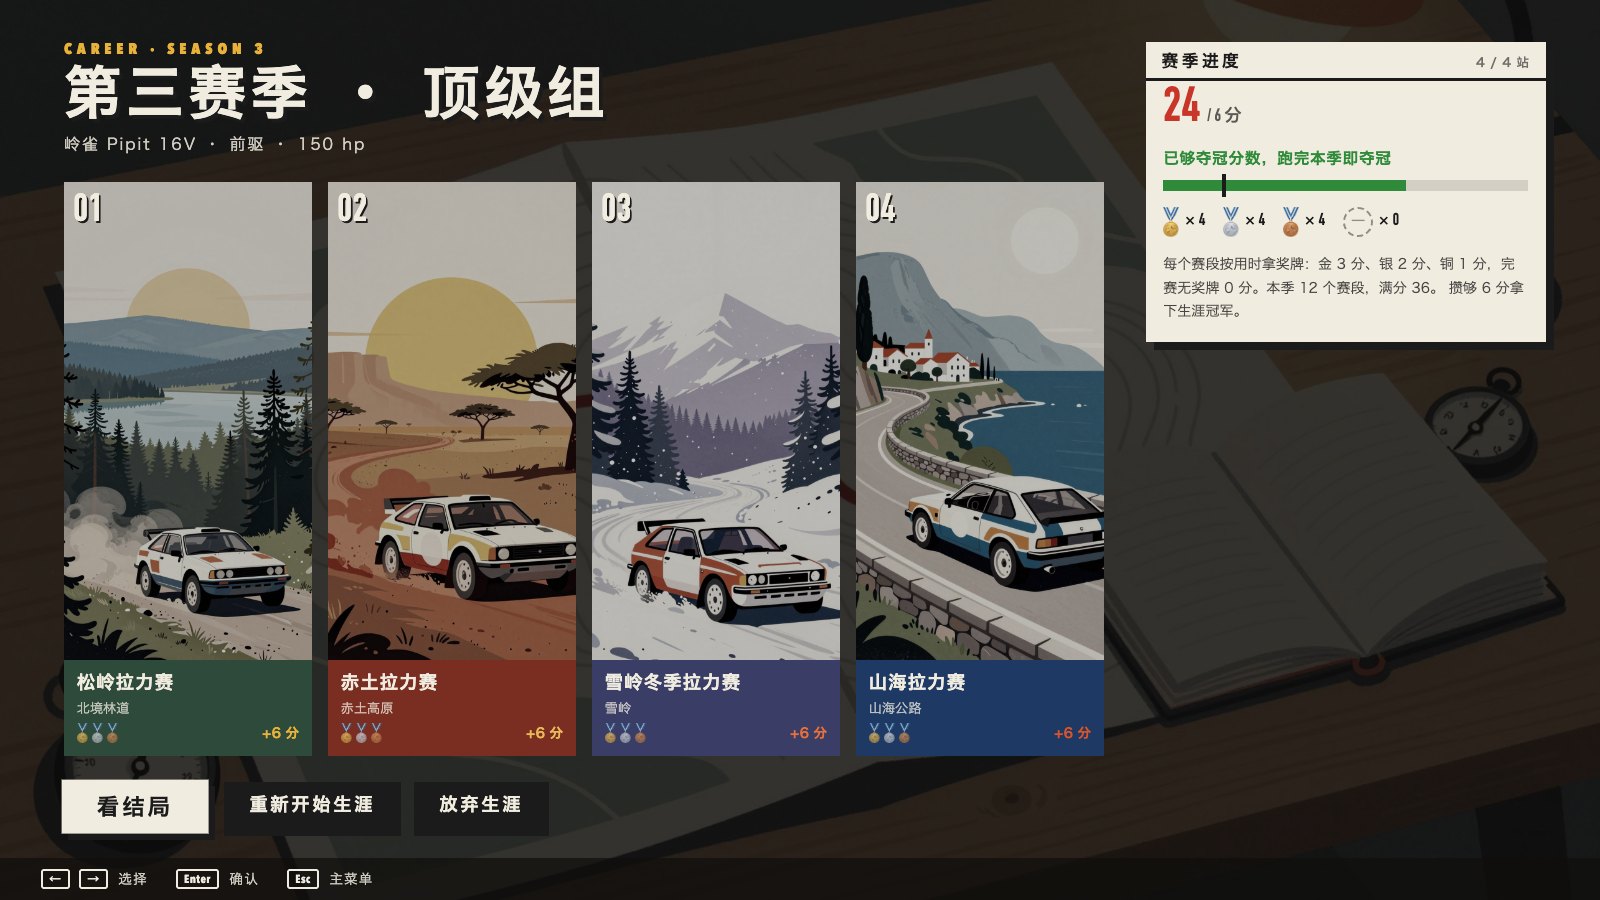 CAREER · SEASON 3
第三赛季 · 顶级组
岭雀 Pipit 16V · 前驱 · 150 hp
赛季进度 4 / 4 站
24 / 6 分
已够夺冠分数，跑完本季即夺冠
×4 ×4 ×4 ×0
每个赛段按用时拿奖牌：金 3 分、银 2 分、铜 1 分，完
赛无奖牌 0 分。本季 12 个赛段，满分 36。 攒够 6 分拿
下生涯冠军。
01
松岭拉力赛
北境林道
+6 分
02
赤土拉力赛
赤土高原
+6 分
03
雪岭冬季拉力赛
雪岭
+6 分
04
山海拉力赛
山海公路
+6 分
看结局 重新开始生涯 放弃生涯
← → 选择 Enter 确认 Esc 主菜单